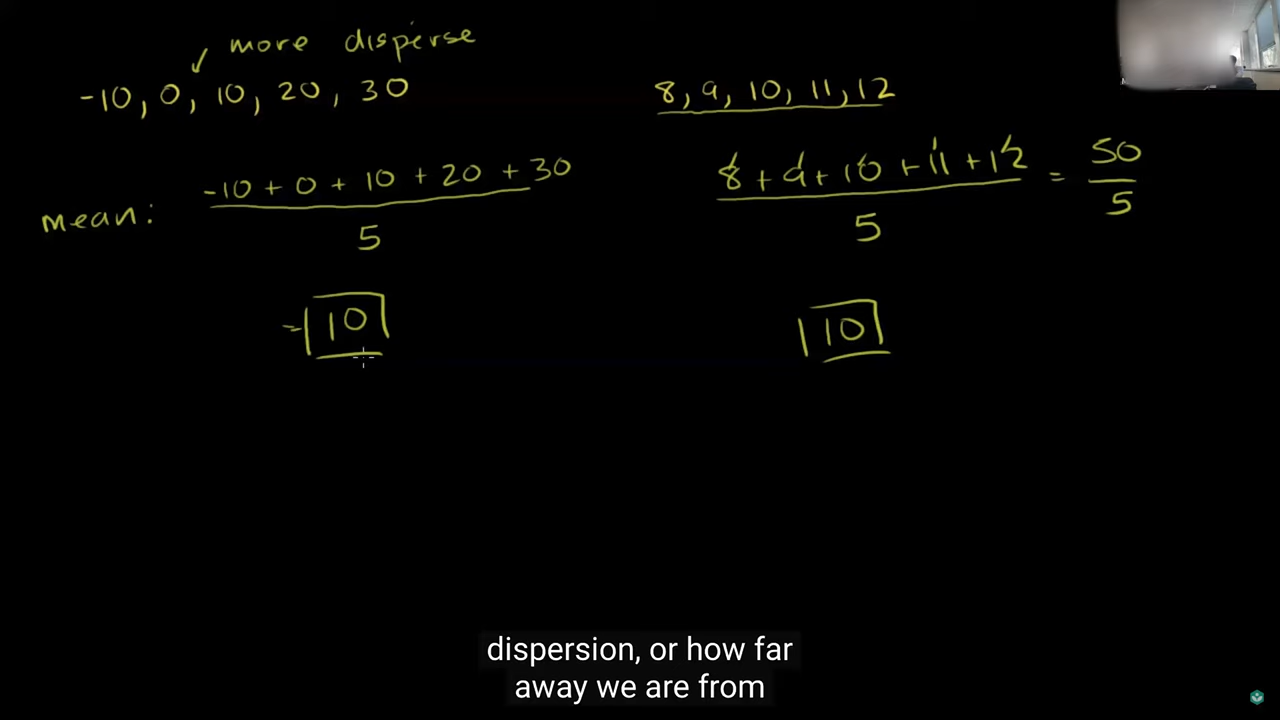 more disperse
-10, 0, 10, 20, 30
8, 9, 10, 11, 12
mean: -10 + 0 + 10 + 20 + 30
5
8 + 9 + 10 + 11 + 12 = 50
5 5
= 10
10
dispersion, or how far
away we are from